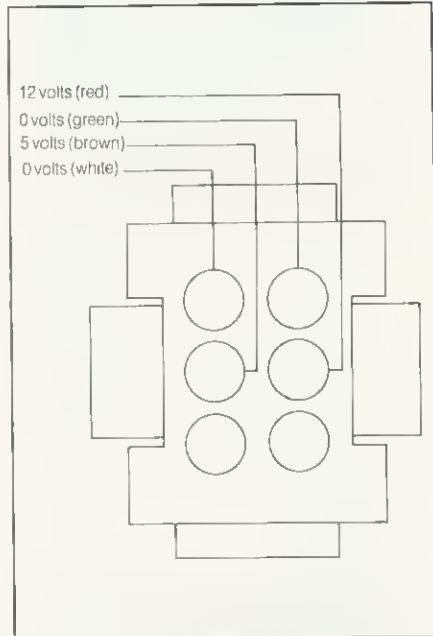 12 volts (red)
0 volts (green)
5 volts (brown)
0 volts (white)